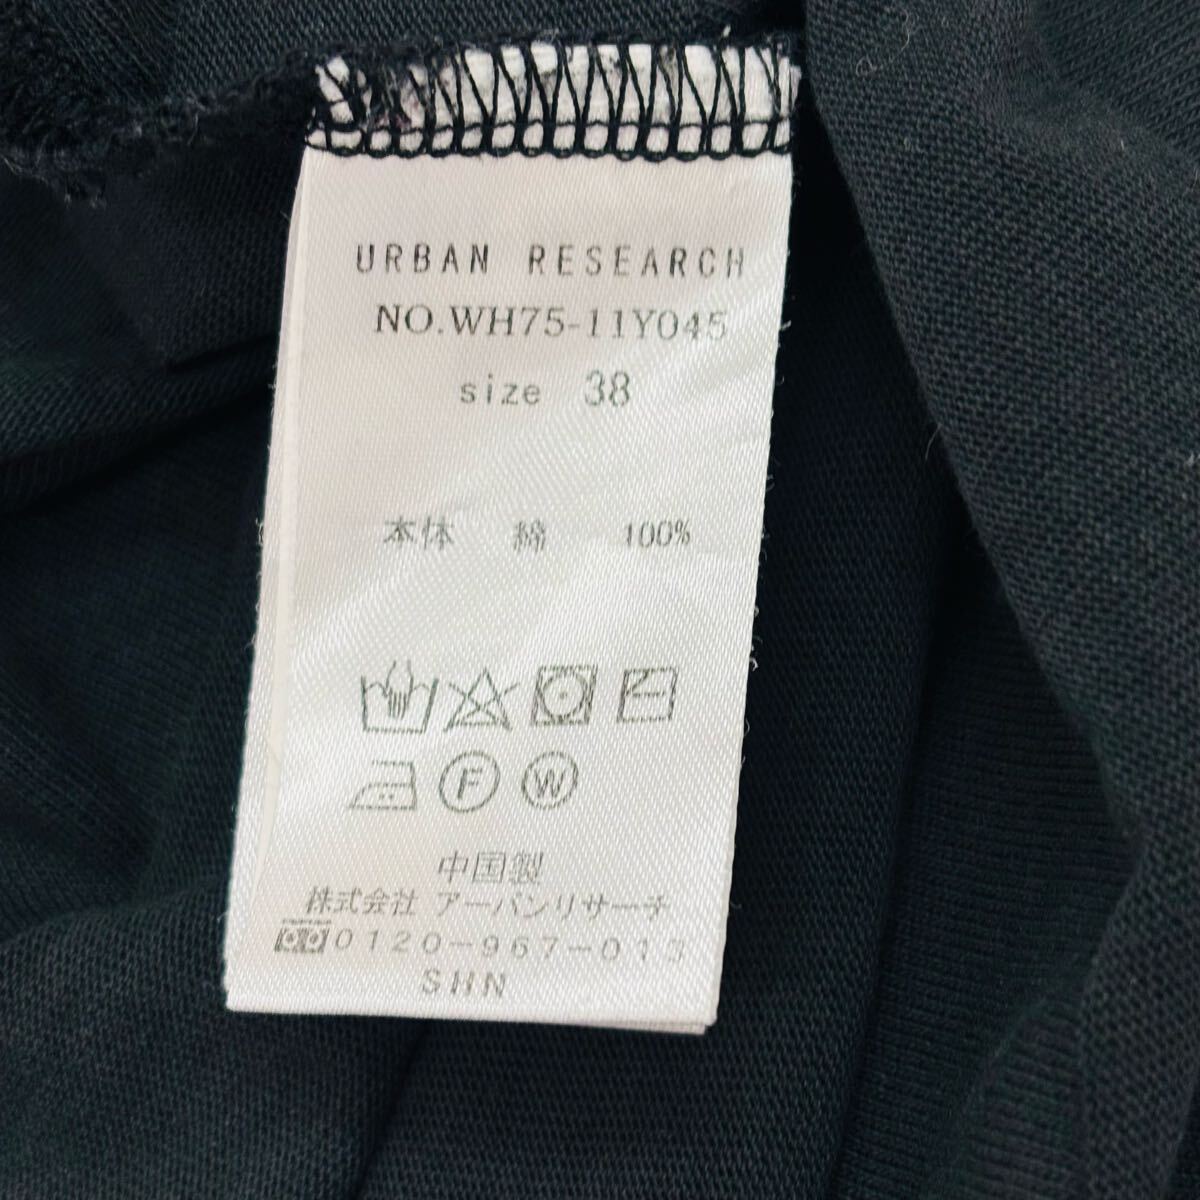 URBAN RESEARCH
NO.WH75-11Y045
size 38
本体 綿 100%
F W
中国製
株式会社 アーバンリサーチ
0120-967-013
SHN